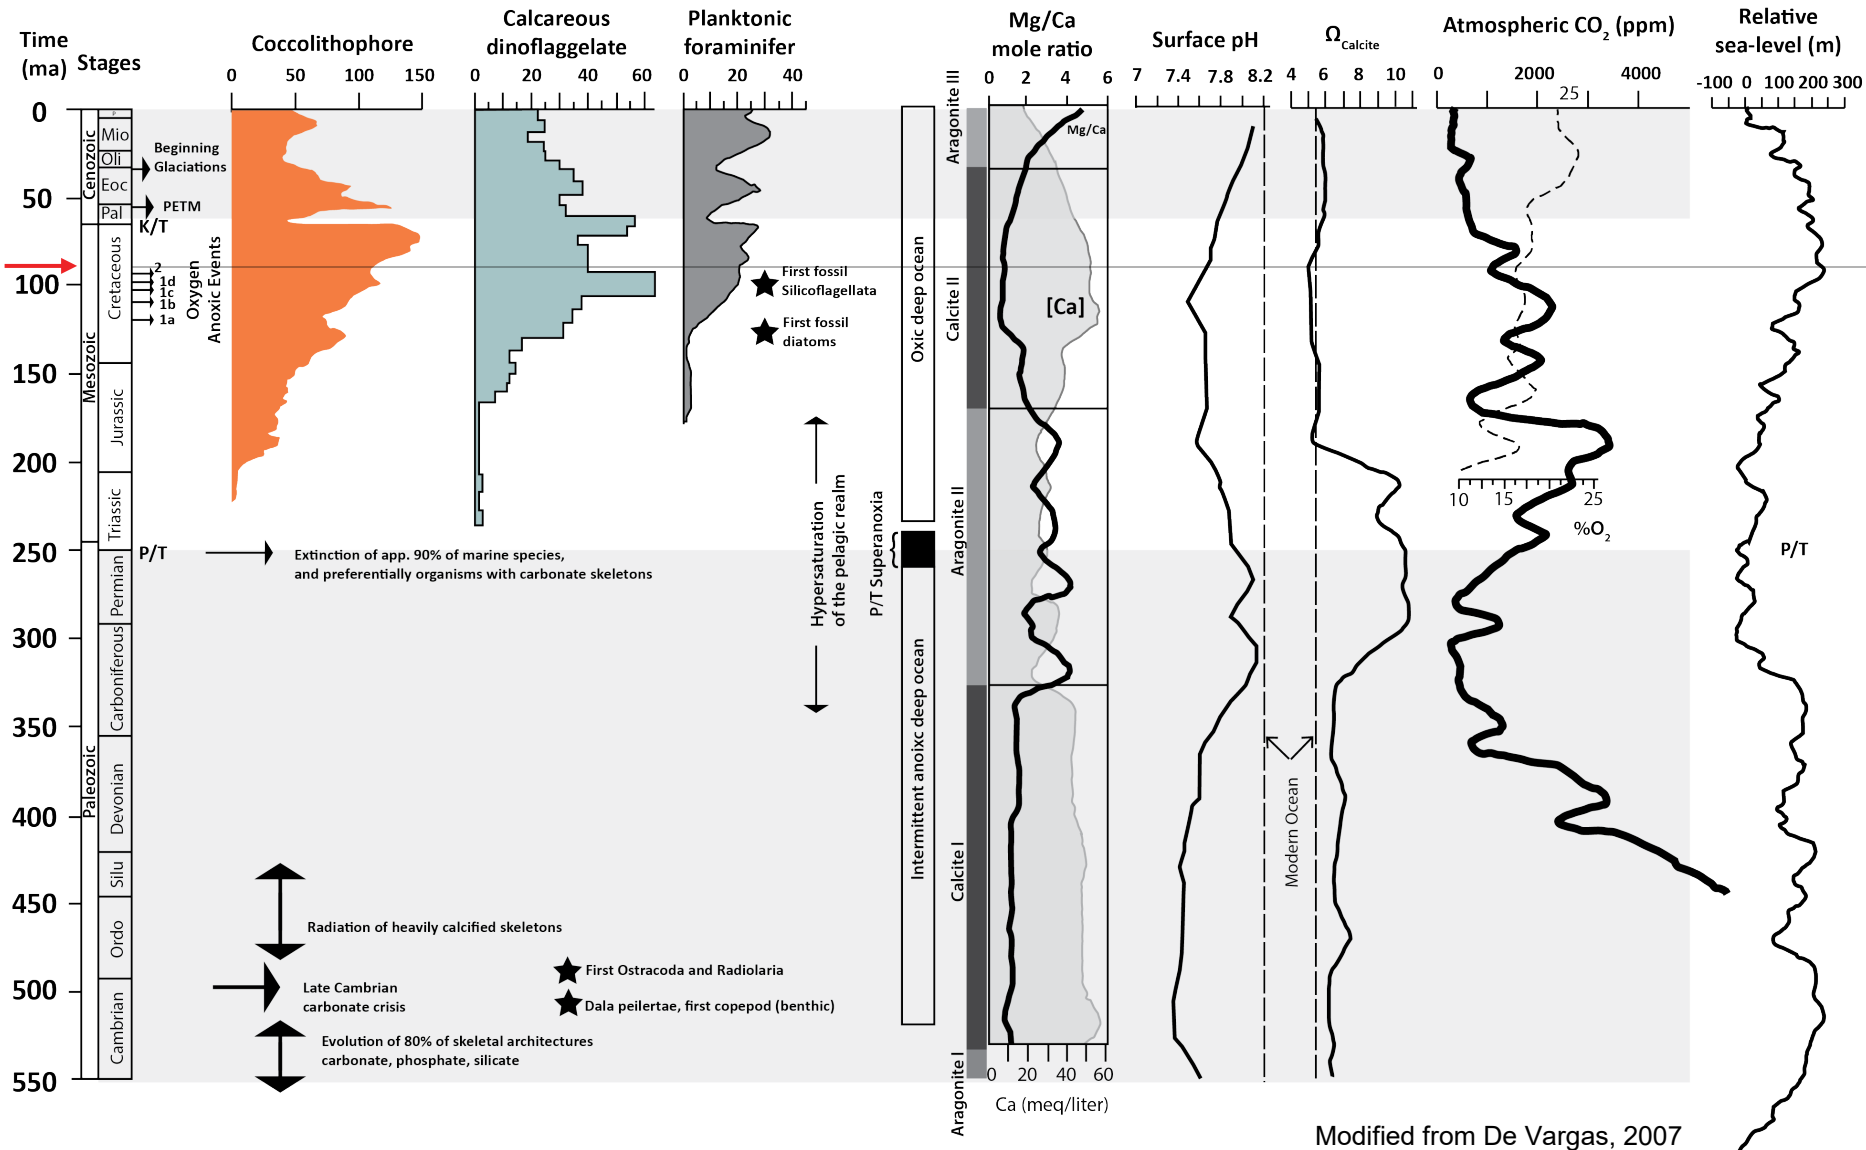 Time
(ma)
Stages
Coccolithophore
Calcareous
dinoflaggelate
Planktonic
foraminifer
Mg/Ca
mole ratio
Surface pH
ΩCalcite
Atmospheric CO2 (ppm)
Relative
sea-level (m)
0 50 100 150
0 20 40 60
0 20 40
0 2 4 6
7 7.4 7.8 8.2
4 6 8 10
0 2000 4000
-100 0 100 200 300
0
50
100
150
200
250
300
350
400
450
500
550
Cenozoic
Mesozoic
Paleozoic
P
Mio
Oli
Eoc
Pal
Cretaceous
Jurassic
Triassic
Permian
Carboniferous
Devonian
Silu
Ordo
Cambrian
Beginning
Glaciations
PETM
K/T
2
1d
1c
1b
1a
Oxygen
Anoxic Events
First fossil
Silicoflagellata
First fossil
diatoms
P/T
Extinction of app. 90% of marine species,
and preferentially organisms with carbonate skeletons
Hypersaturation
of the pelagic realm
P/T Superanoxia
{
Oxic deep ocean
Intermittent anoixc deep ocean
Radiation of heavily calcified skeletons
Late Cambrian
carbonate crisis
First Ostracoda and Radiolaria
Dala peilertae, first copepod (benthic)
Evolution of 80% of skeletal architectures
carbonate, phosphate, silicate
Aragonite III
Calcite II
Aragonite II
Calcite I
Aragonite I
Mg/Ca
[Ca]
0 20 40 60
Ca (meq/liter)
Modern Ocean
25
10 15 25
%O2
P/T
Modified from De Vargas, 2007